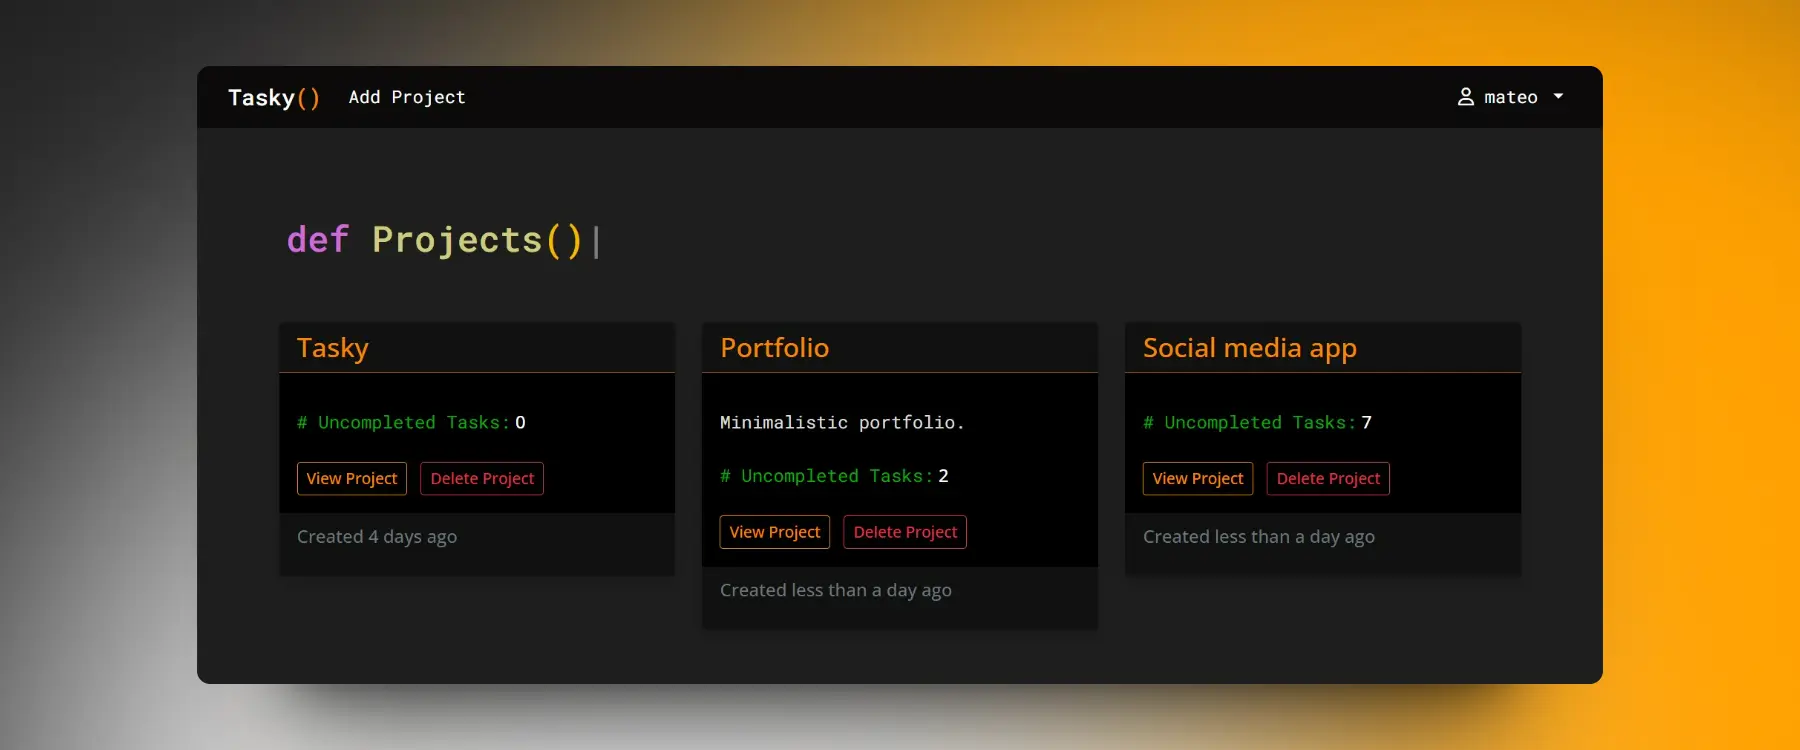 Tasky() Add Project mateo
def Projects()|
Tasky
# Uncompleted Tasks: 0
View Project Delete Project
Created 4 days ago
Portfolio
Minimalistic portfolio.
# Uncompleted Tasks: 2
View Project Delete Project
Created less than a day ago
Social media app
# Uncompleted Tasks: 7
View Project Delete Project
Created less than a day ago